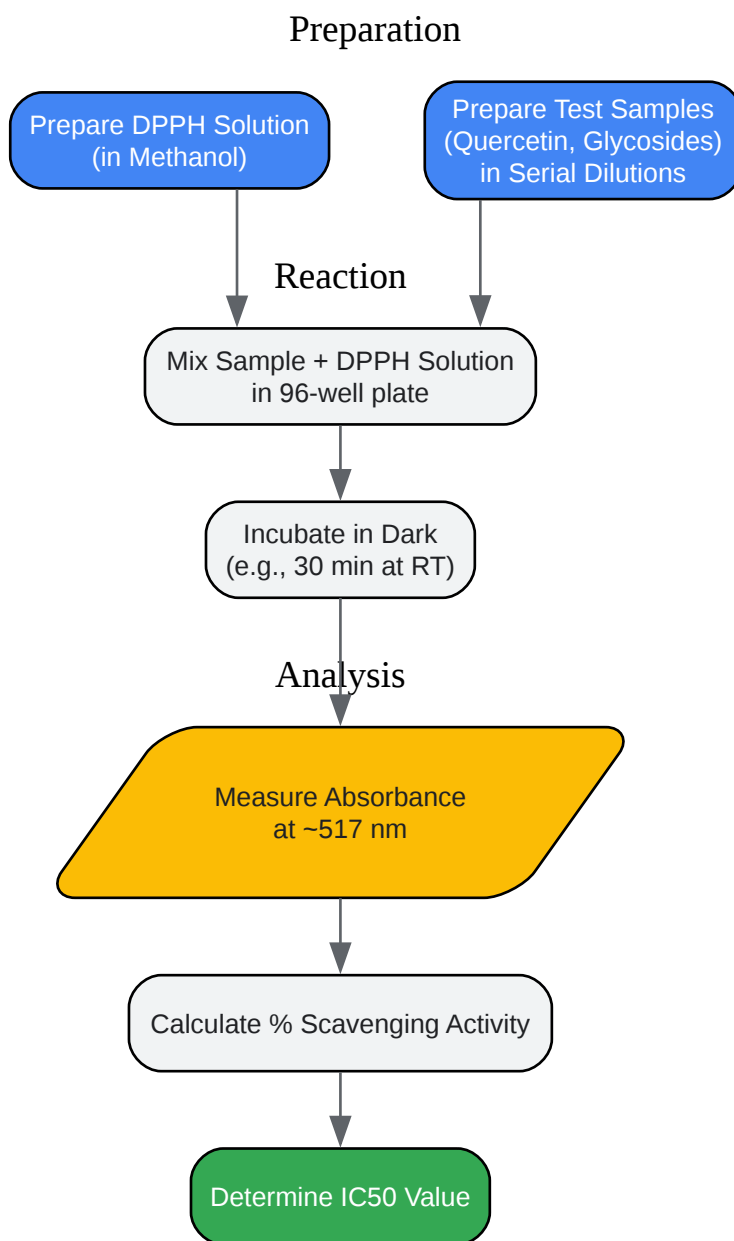 Preparation
Prepare DPPH Solution
(in Methanol)
Prepare Test Samples
(Quercetin, Glycosides)
in Serial Dilutions
Reaction
Mix Sample + DPPH Solution
in 96-well plate
Incubate in Dark
(e.g., 30 min at RT)
Analysis
Measure Absorbance
at ~517 nm
Calculate % Scavenging Activity
Determine IC50 Value